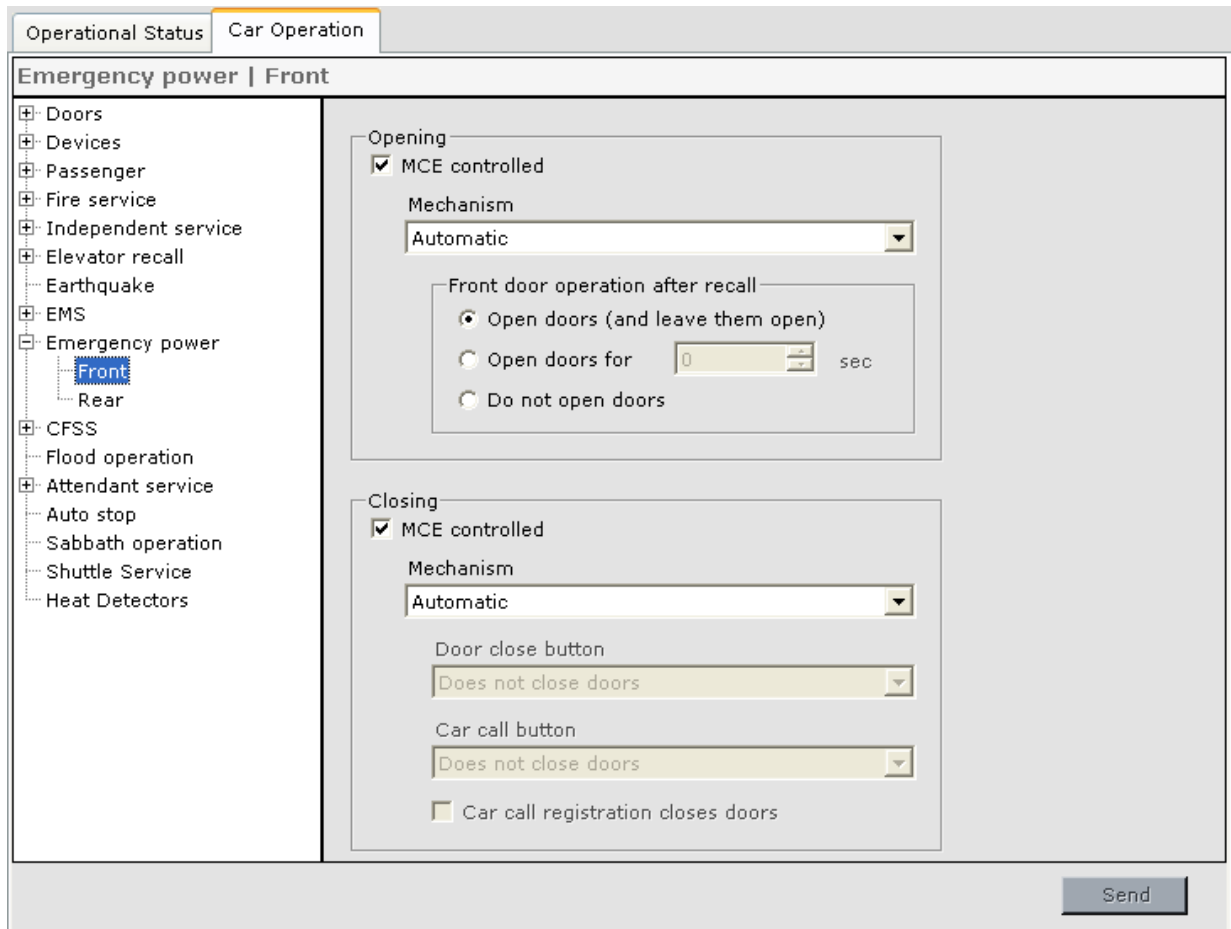 Operational Status
Car Operation
Emergency power | Front
Doors
Devices
Passenger
Fire service
Independent service
Elevator recall
Earthquake
EMS
Emergency power
Front
Rear
CFSS
Flood operation
Attendant service
Auto stop
Sabbath operation
Shuttle Service
Heat Detectors
Opening
MCE controlled
Mechanism
Automatic
Front door operation after recall
Open doors (and leave them open)
Open doors for 0 sec
Do not open doors
Closing
MCE controlled
Mechanism
Automatic
Door close button
Does not close doors
Car call button
Does not close doors
Car call registration closes doors
Send